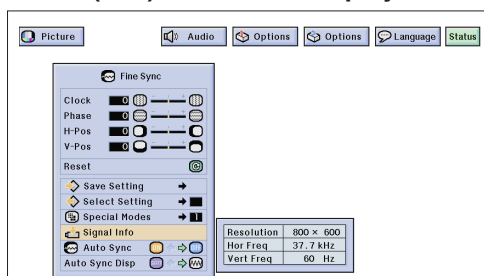 Picture Audio Options Options Language Status
Fine Sync
Clock 0
Phase 0
H-Pos 0
V-Pos 0
Reset
Save Setting
Select Setting
Special Modes 1
Signal Info
Auto Sync
Auto Sync Disp
Resolution 800 × 600
Hor Freq 37.7 kHz
Vert Freq 60 Hz